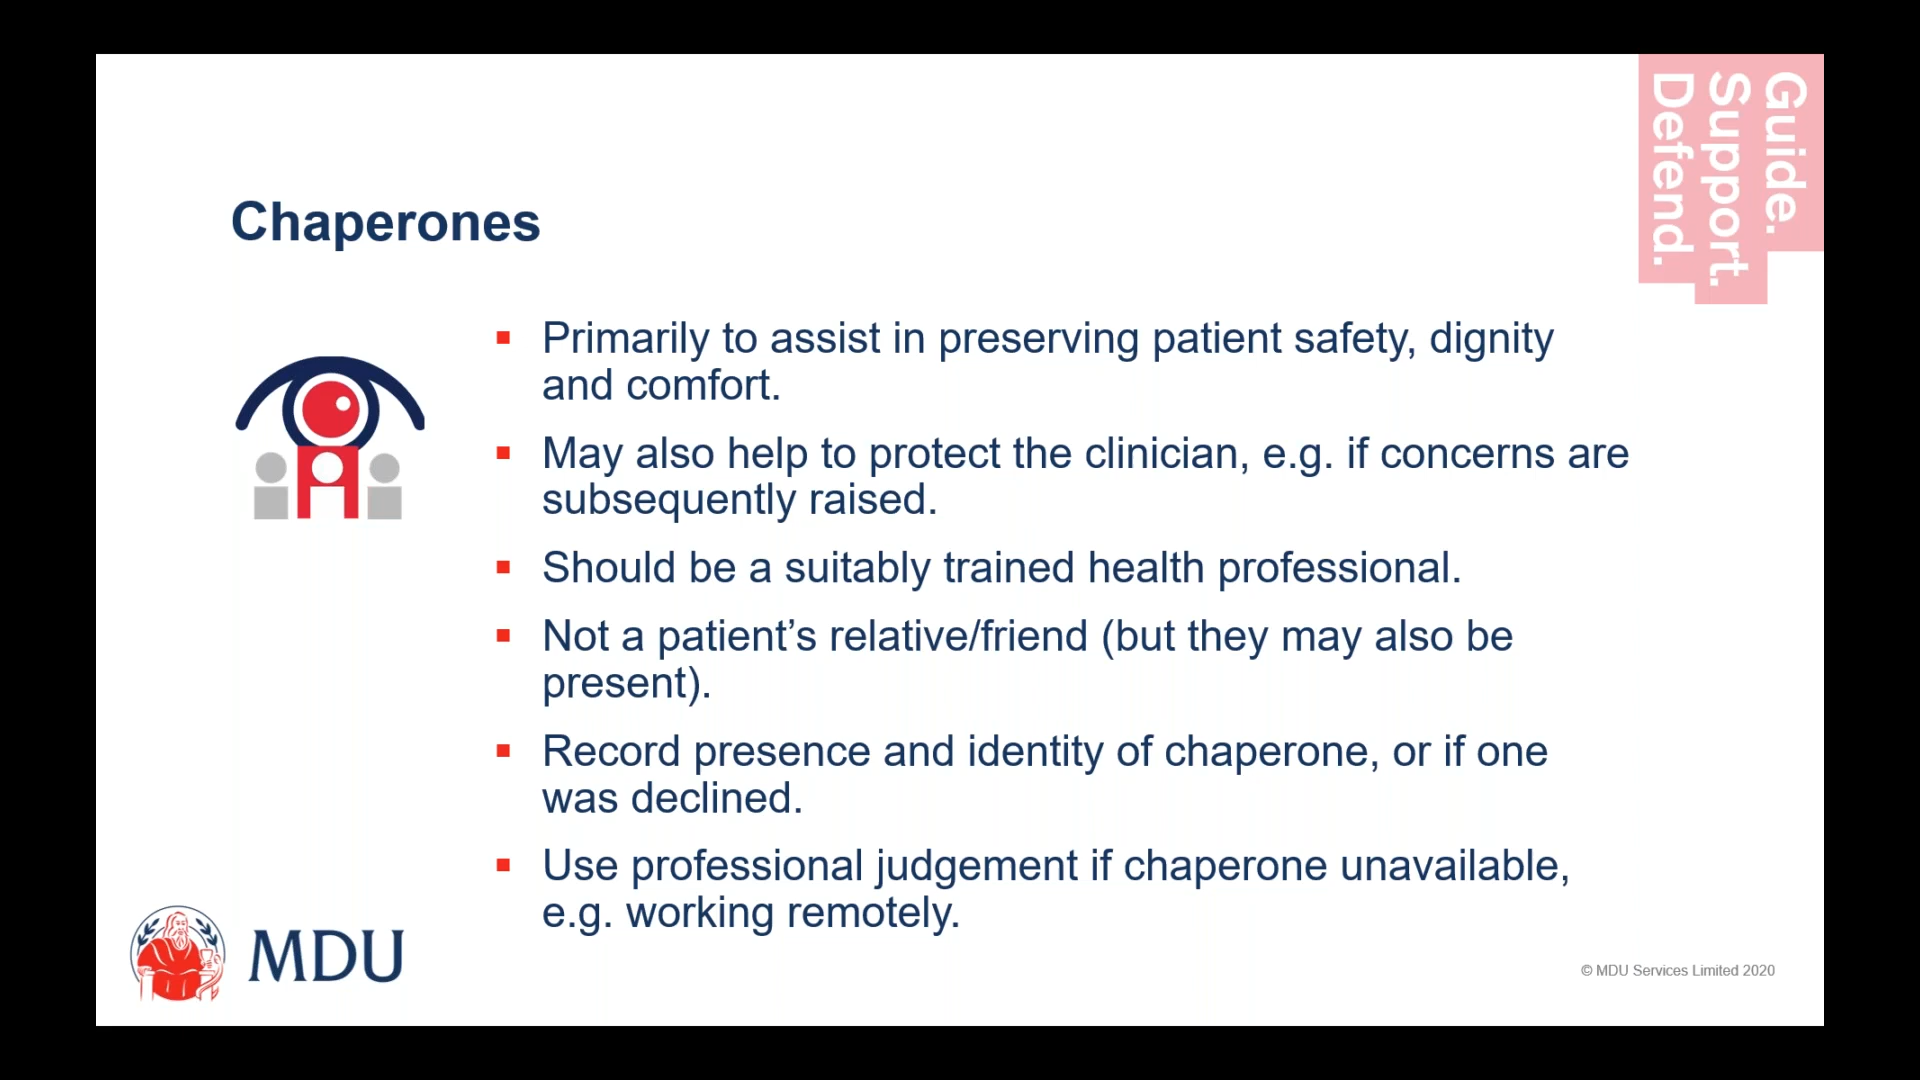 Guide.
Support.
Defend.
Chaperones
▪ Primarily to assist in preserving patient safety, dignity
and comfort.
▪ May also help to protect the clinician, e.g. if concerns are
subsequently raised.
▪ Should be a suitably trained health professional.
▪ Not a patient’s relative/friend (but they may also be
present).
▪ Record presence and identity of chaperone, or if one
was declined.
▪ Use professional judgement if chaperone unavailable,
e.g. working remotely.
MDU
© MDU Services Limited 2020